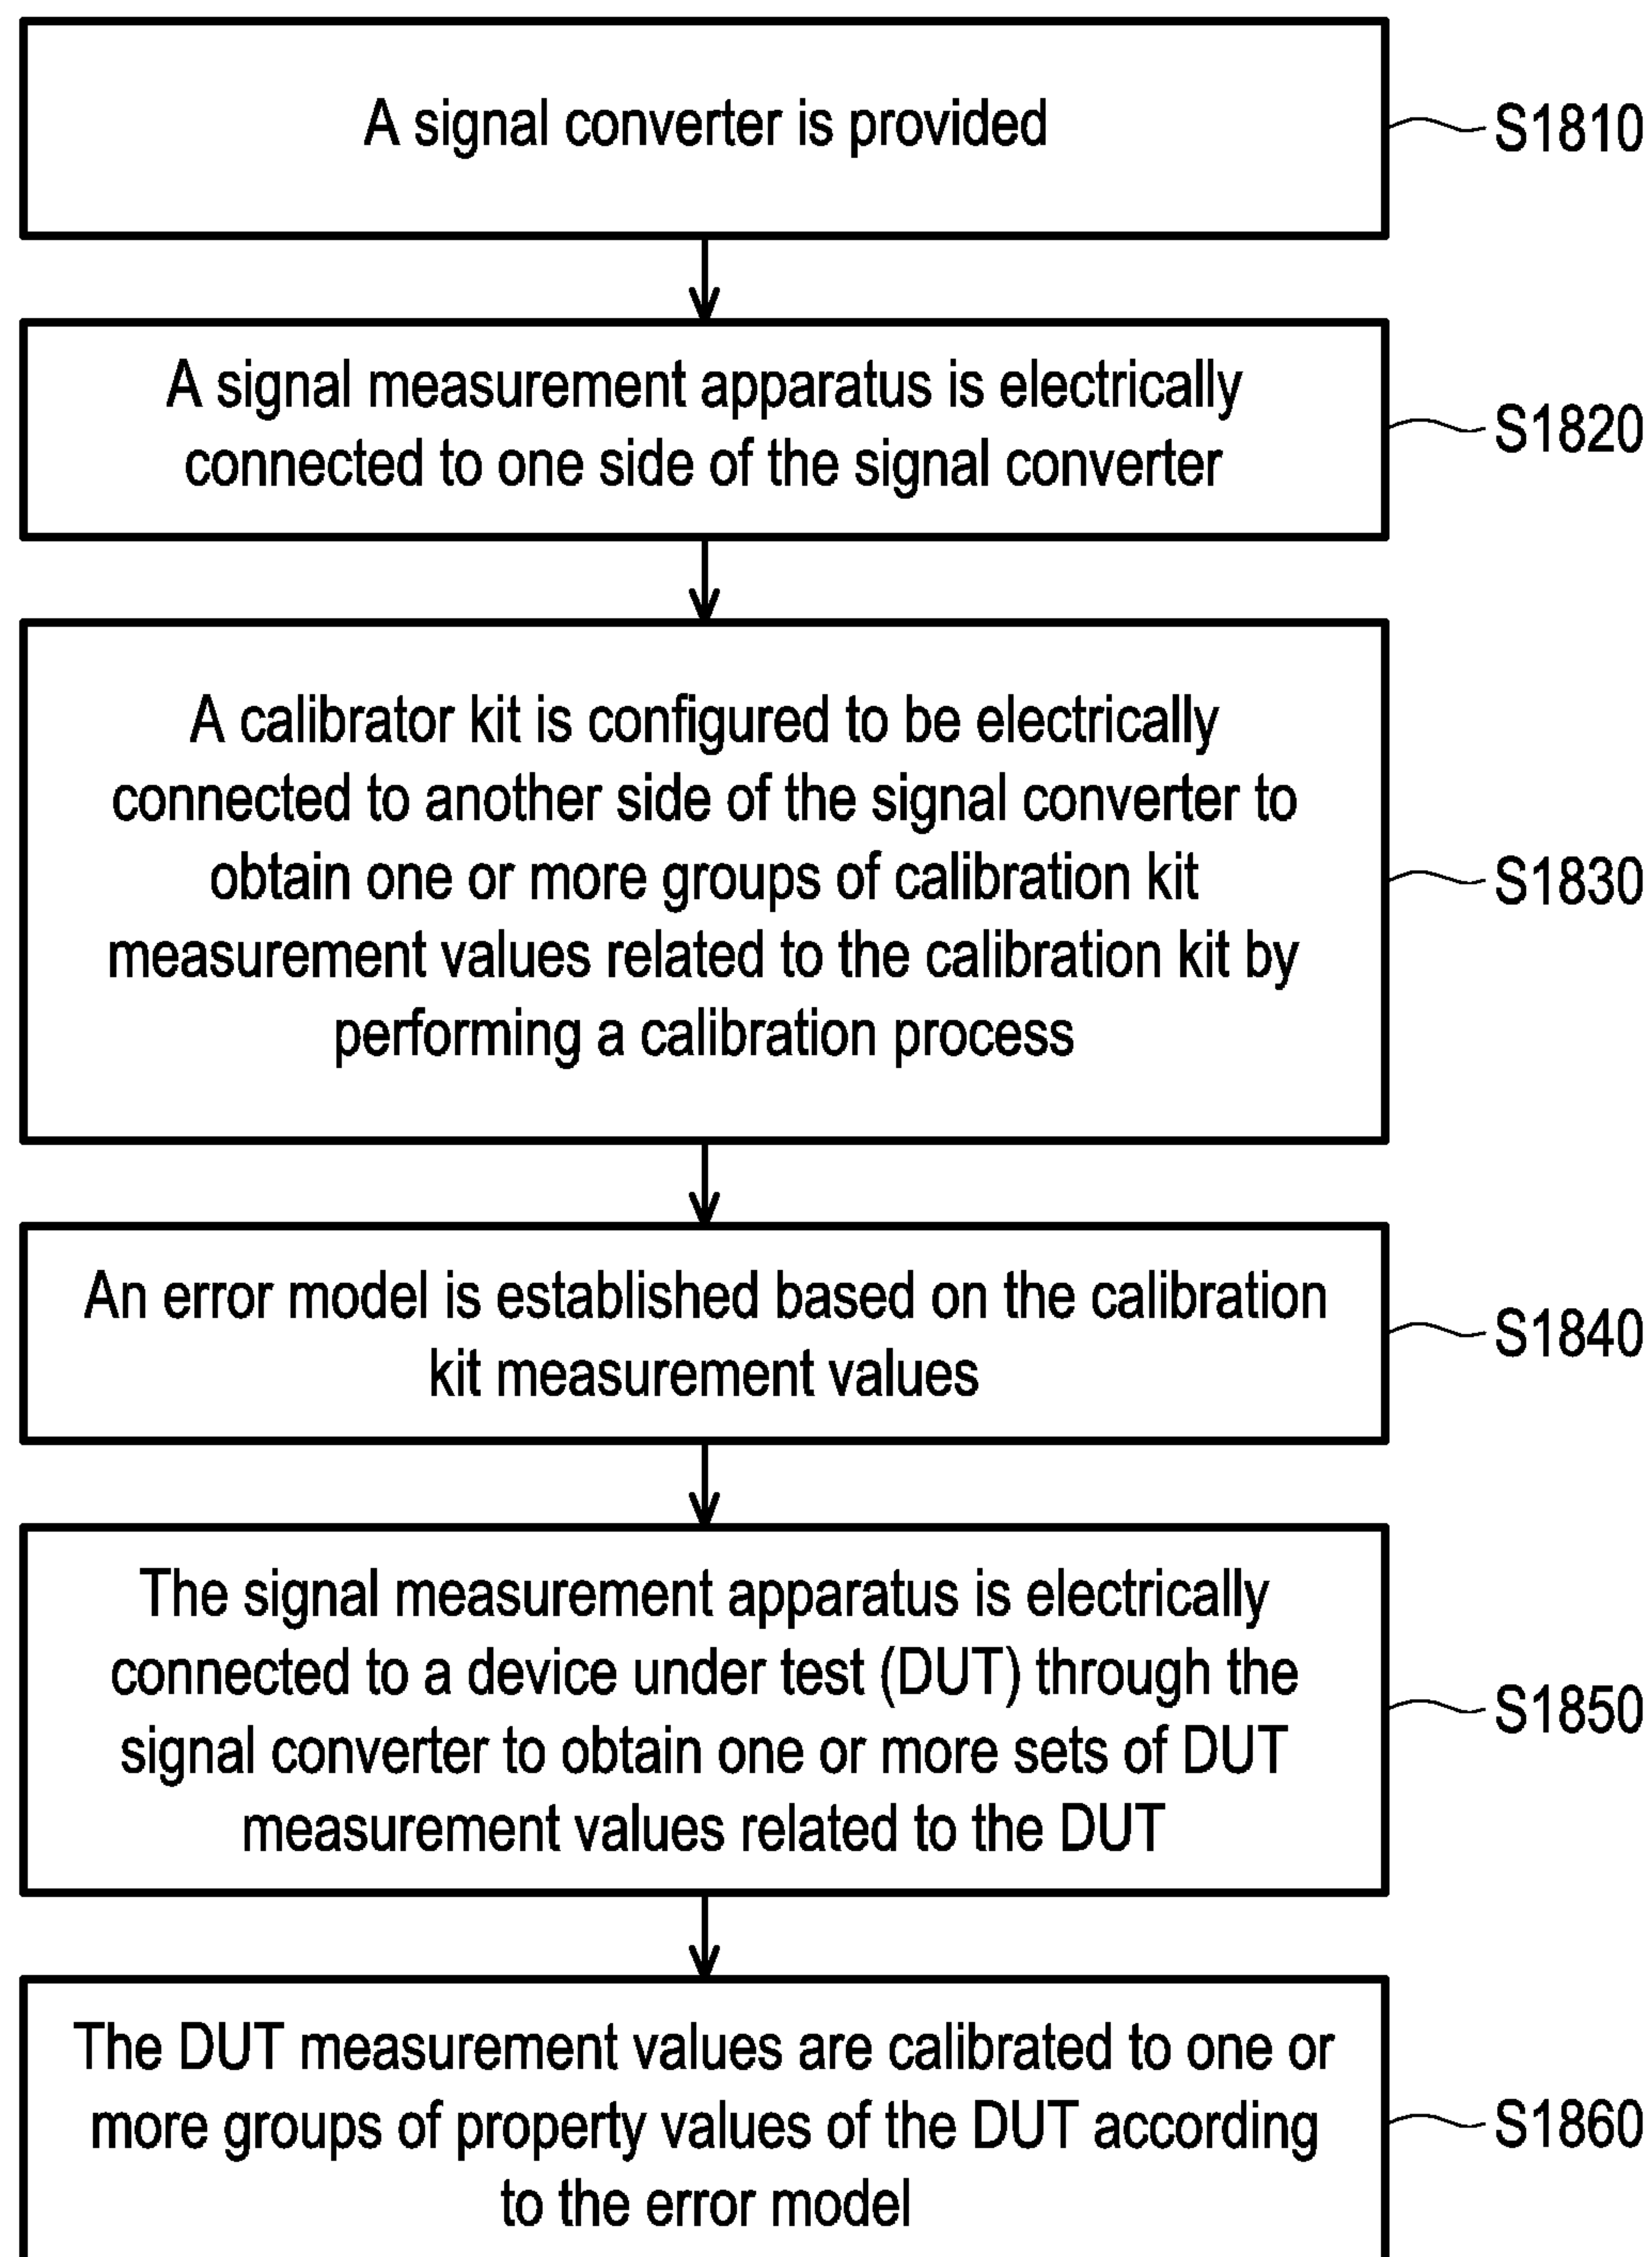 A signal converter is provided
S1810
A signal measurement apparatus is electrically
connected to one side of the signal converter
S1820
A calibrator kit is configured to be electrically
connected to another side of the signal converter to
obtain one or more groups of calibration kit
measurement values related to the calibration kit by
performing a calibration process
S1830
An error model is established based on the calibration
kit measurement values
S1840
The signal measurement apparatus is electrically
connected to a device under test (DUT) through the
signal converter to obtain one or more sets of DUT
measurement values related to the DUT
S1850
The DUT measurement values are calibrated to one or
more groups of property values of the DUT according
to the error model
S1860